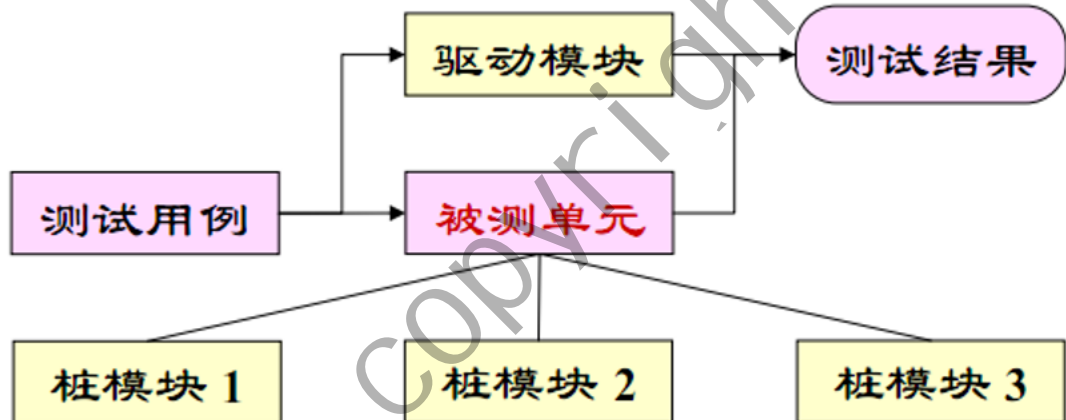 驱动模块
测试结果
测试用例
被测单元
桩模块 1
桩模块 2
桩模块 3
copyright